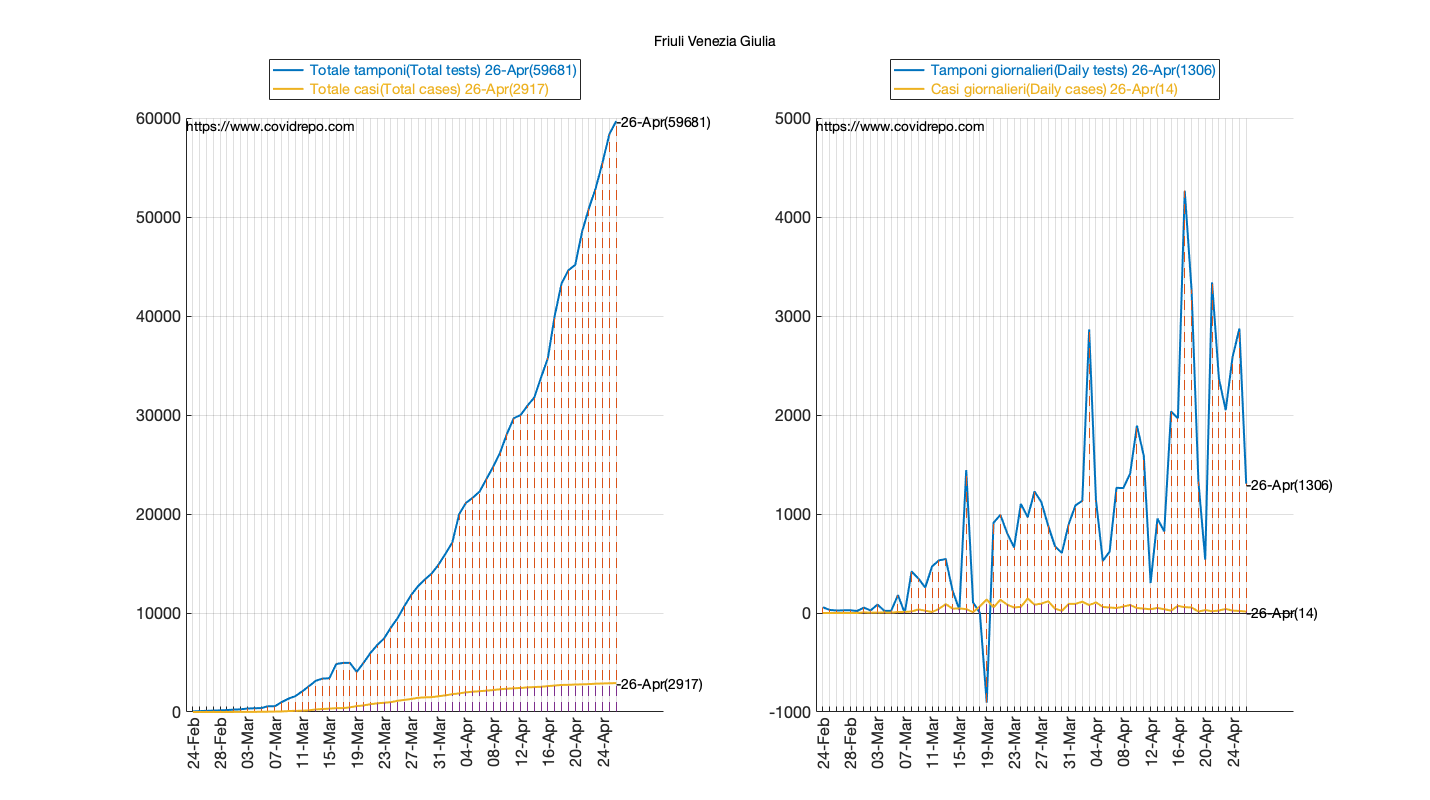 Friuli Venezia Giulia
Totale tamponi(Total tests) 26-Apr(59681)
Totale casi(Total cases) 26-Apr(2917)
60000
50000
40000
30000
20000
10000
0
https://www.covidrepo.com
-26-Apr(59681)
-26-Apr(2917)
24-Feb
28-Feb
03-Mar
07-Mar
11-Mar
15-Mar
19-Mar
23-Mar
27-Mar
31-Mar
04-Apr
08-Apr
12-Apr
16-Apr
20-Apr
24-Apr
Tamponi giornalieri(Daily tests) 26-Apr(1306)
Casi giornalieri(Daily cases) 26-Apr(14)
5000
4000
3000
2000
1000
0
-1000
https://www.covidrepo.com
-26-Apr(1306)
-26-Apr(14)
24-Feb
28-Feb
03-Mar
07-Mar
11-Mar
15-Mar
19-Mar
23-Mar
27-Mar
31-Mar
04-Apr
08-Apr
12-Apr
16-Apr
20-Apr
24-Apr